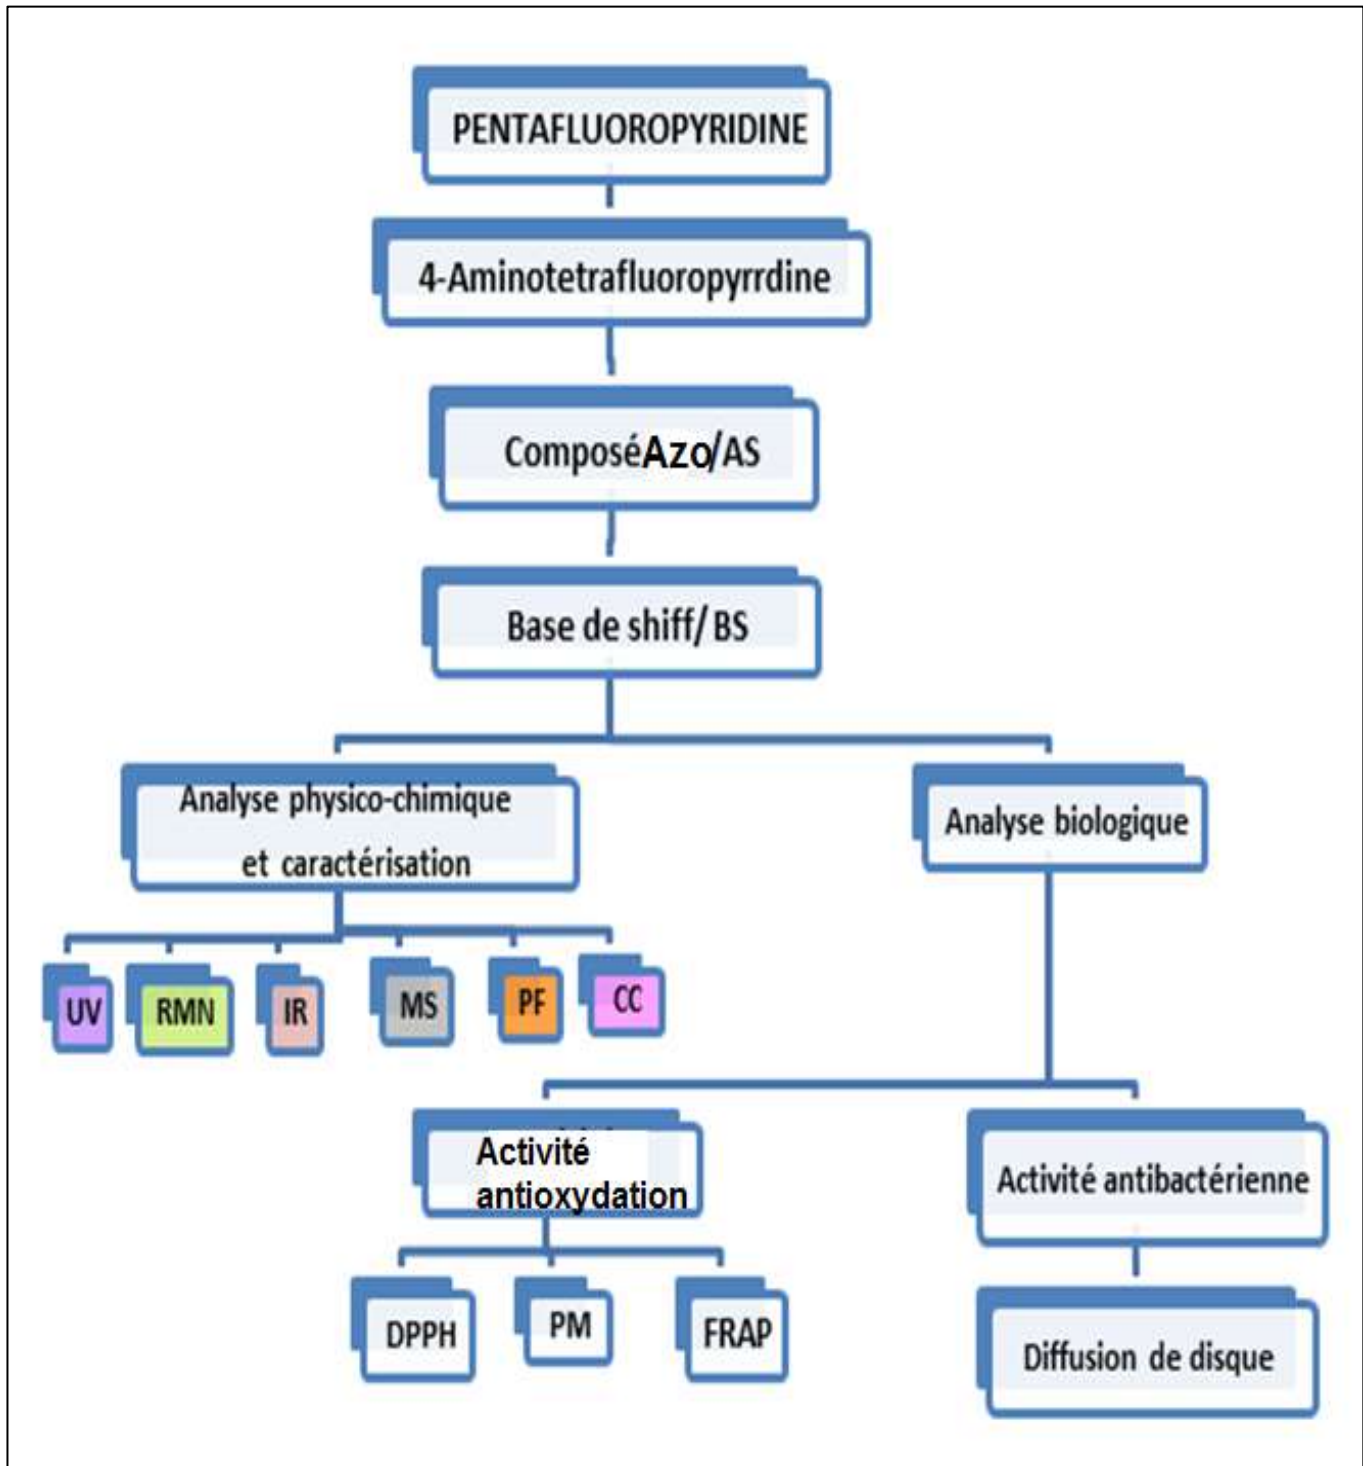 PENTAFLUOROPYRIDINE
4-Aminotetrafluoropyrrdine
ComposéAzo/AS
Base de shiff/ BS
Analyse physico-chimique
et caractérisation
Analyse biologique
UV
RMN
IR
MS
PF
CC
Activité
antioxydation
Activité antibactérienne
DPPH
PM
FRAP
Diffusion de disque